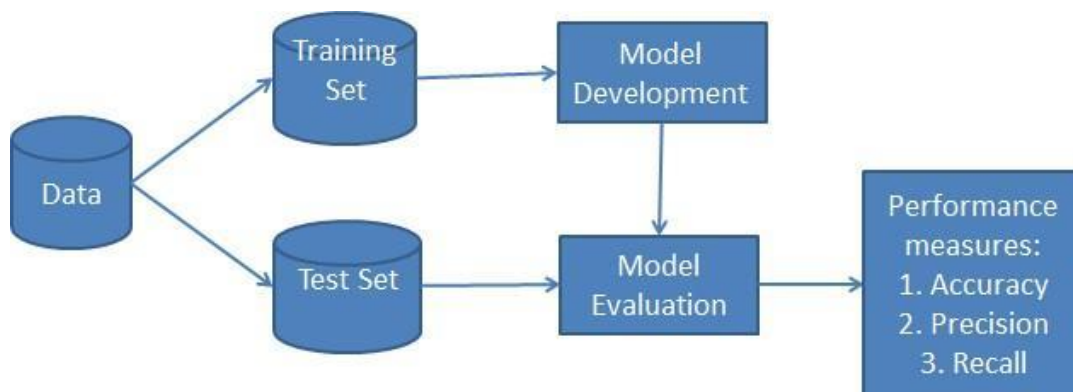 Training
Set
Model
Development
Data
Test Set
Model
Evaluation
Performance
measures:
1. Accuracy
2. Precision
3. Recall